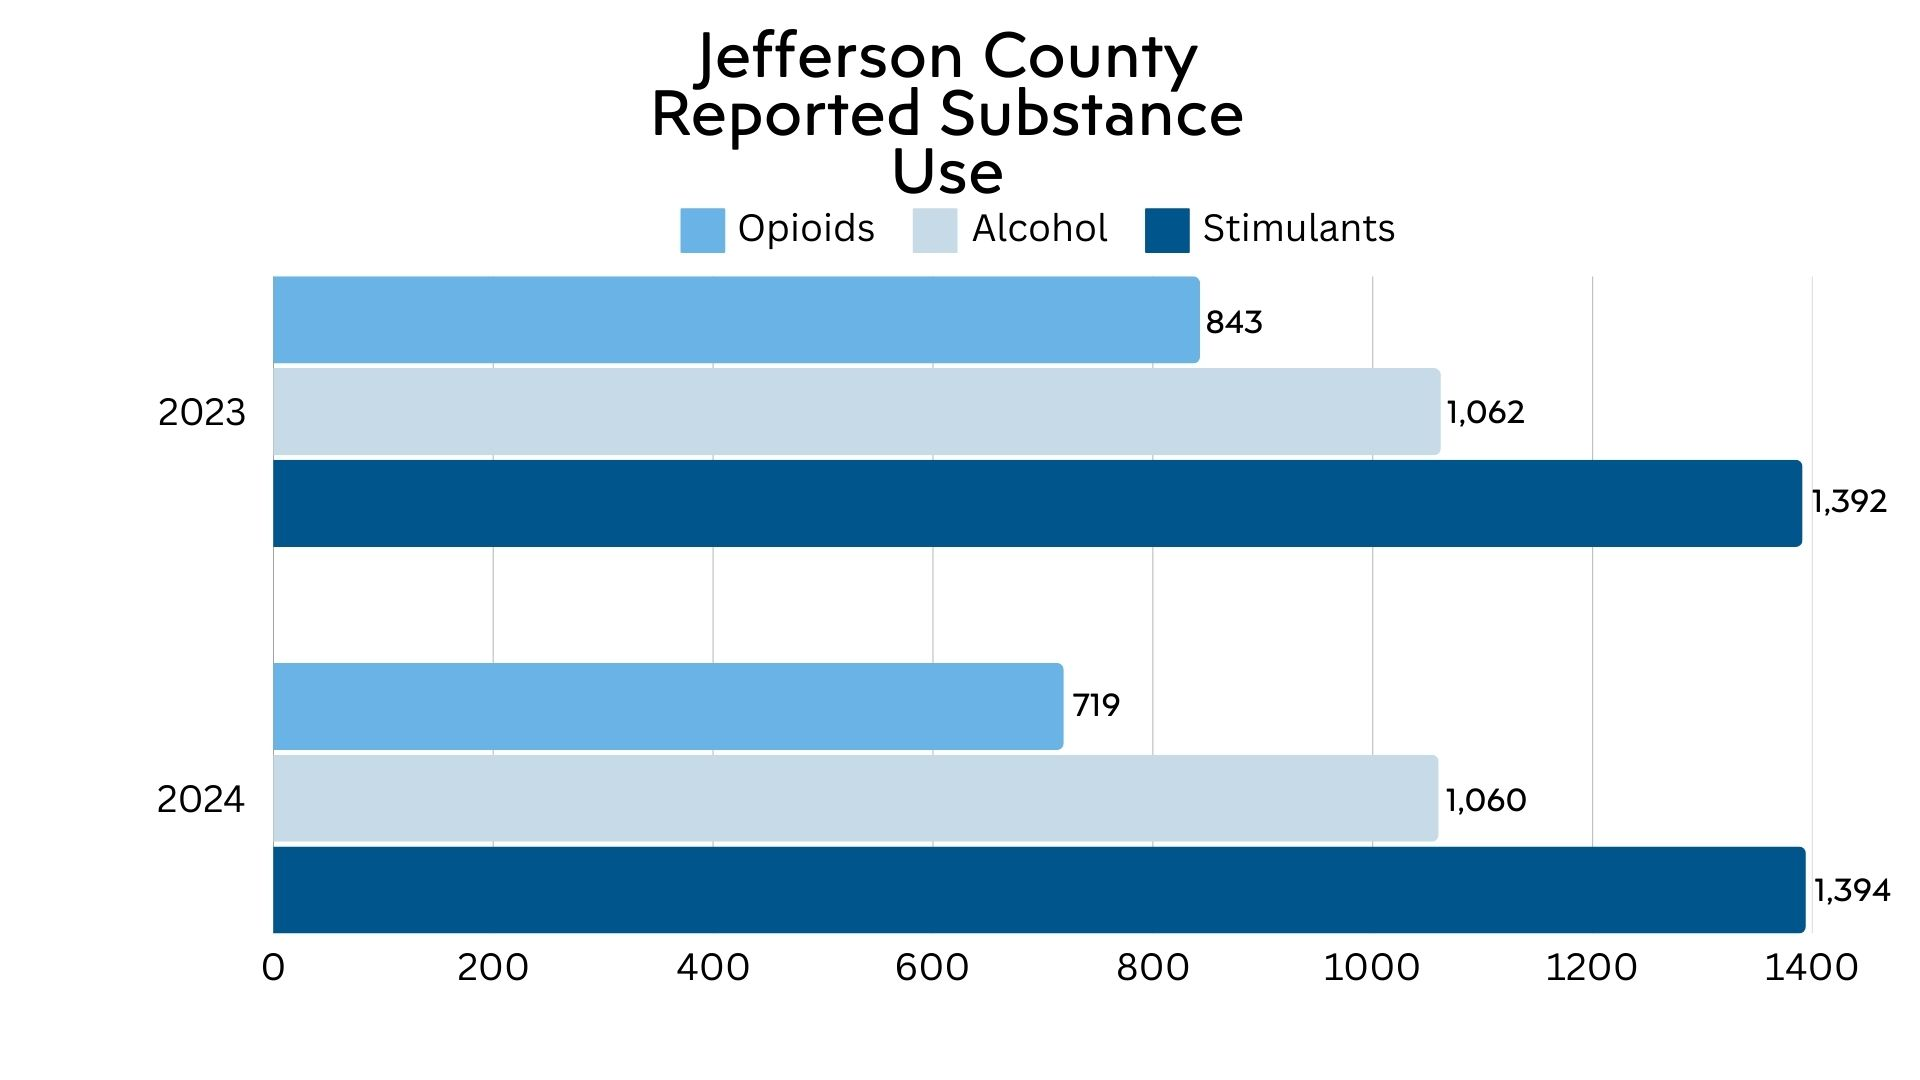 Jefferson County
Reported Substance
Use
Opioids Alcohol Stimulants
843
2023 1,062
1,392
719
2024 1,060
1,394
0 200 400 600 800 1000 1200 1400